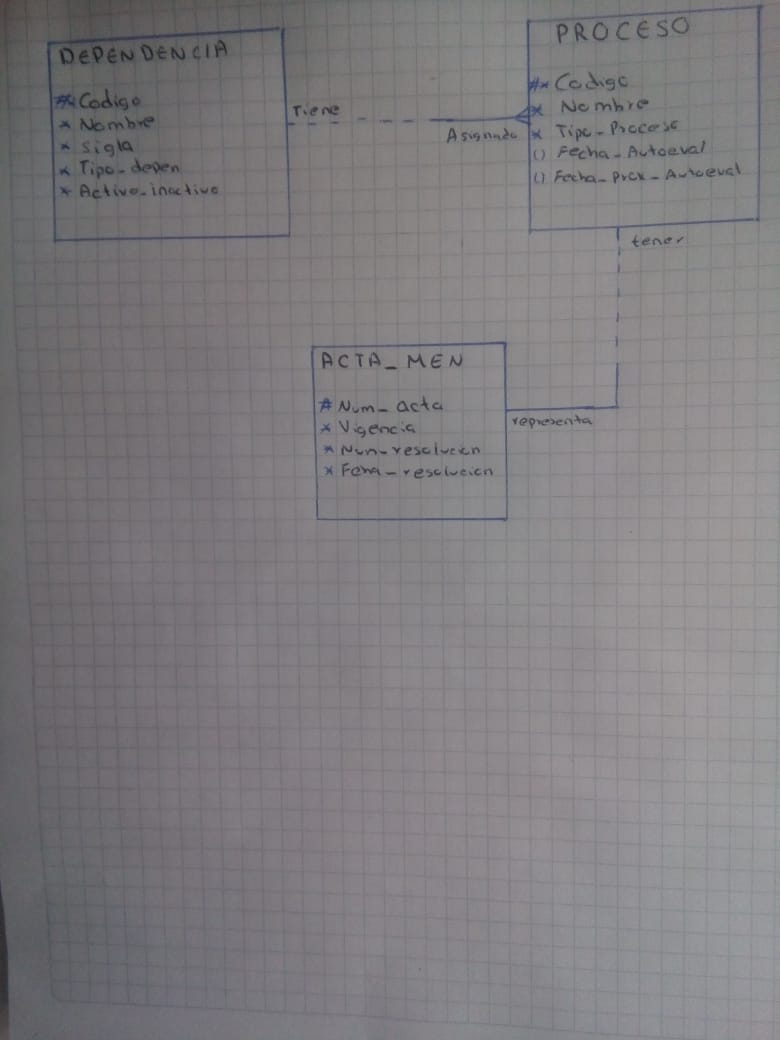 DEPENDENCIA
#* Codigo
* Nombre
* Sigla
* Tipo_depen
* Activo_inactivo
Tiene
Asignado
PROCESO
#* Codigo
* Nombre
* Tipo_Proceso
() Fecha_Autoeval
() Fecha_Prox_Autoeval
tener
ACTA_MEN
# Num_acta
* Vigencia
* Num_resolucion
* Fecha_resolucion
representa